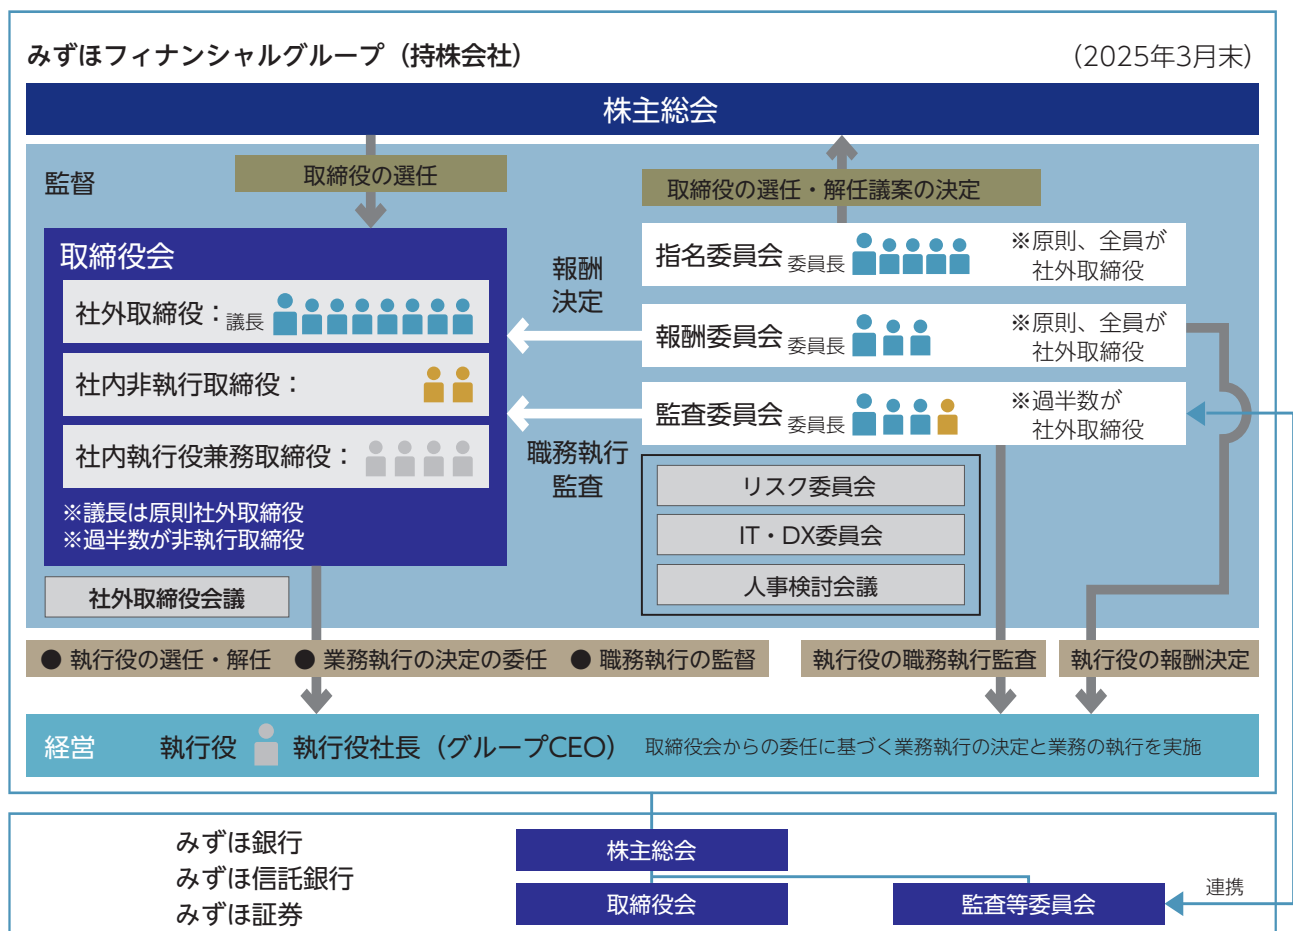 みずほフィナンシャルグループ（持株会社）
（2025年3月末）
株主総会
監督
取締役の選任
取締役の選任・解任議案の決定
取締役会
社外取締役：議長
社内非執行取締役：
社内執行役兼務取締役：
※議長は原則社外取締役
※過半数が非執行取締役
社外取締役会議
報酬
決定
職務執行
監査
指名委員会 委員長
※原則、全員が
社外取締役
報酬委員会 委員長
※原則、全員が
社外取締役
監査委員会 委員長
※過半数が
社外取締役
リスク委員会
IT・DX委員会
人事検討会議
● 執行役の選任・解任 ● 業務執行の決定の委任 ● 職務執行の監督
執行役の職務執行監査
執行役の報酬決定
経営 執行役 執行役社長（グループCEO） 取締役会からの委任に基づく業務執行の決定と業務の執行を実施
みずほ銀行
みずほ信託銀行
みずほ証券
株主総会
取締役会
監査等委員会
連携